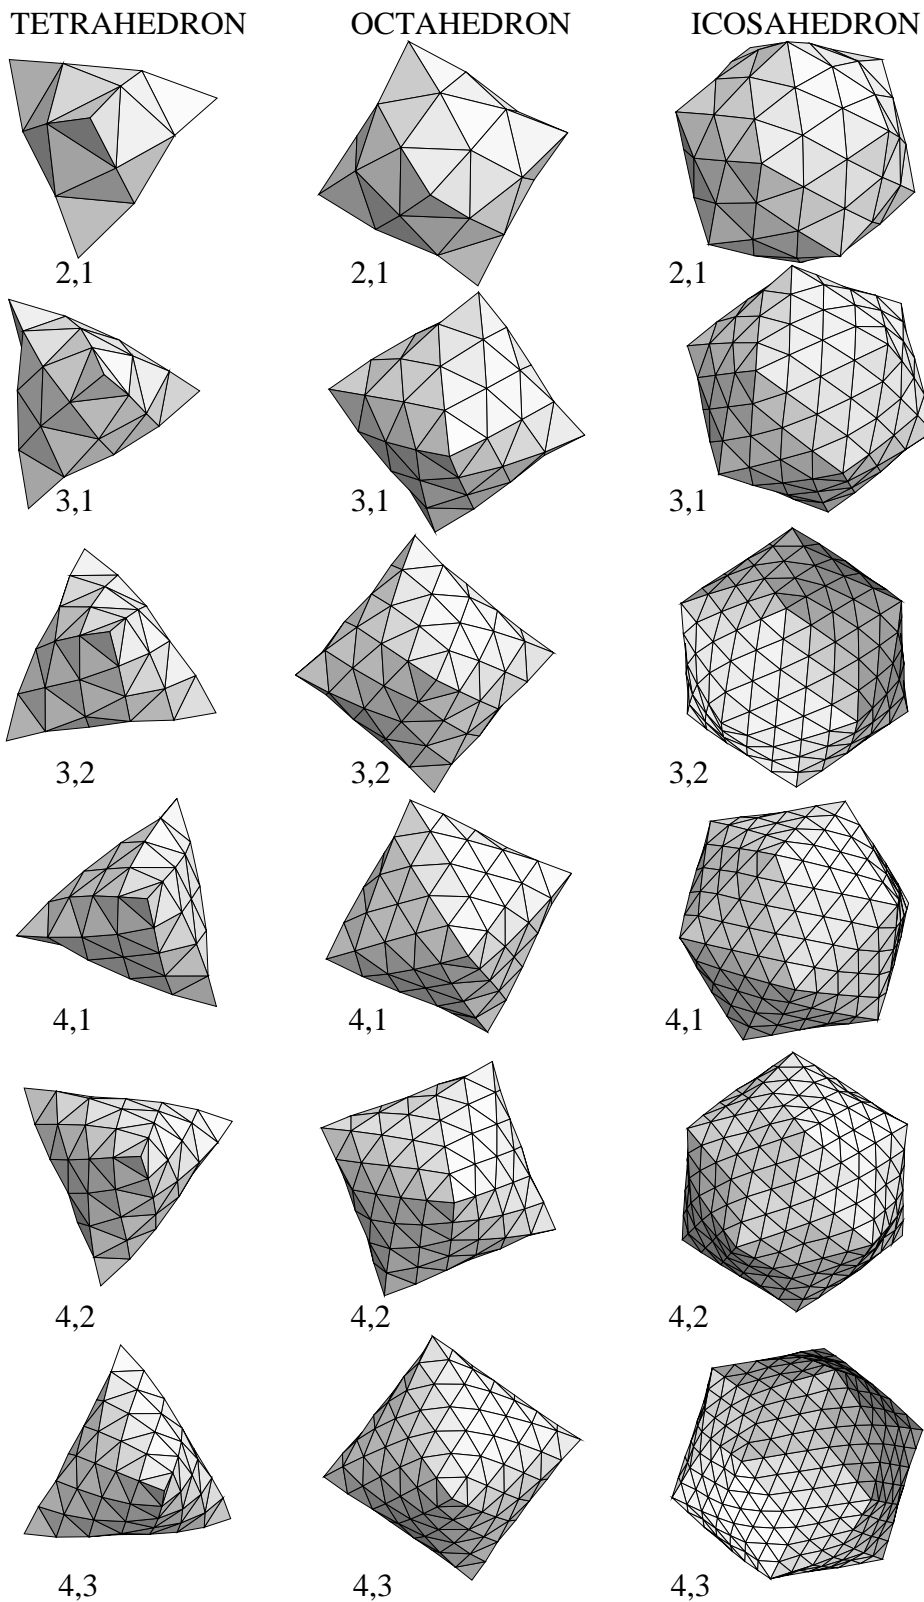 TETRAHEDRON OCTAHEDRON ICOSAHEDRON
2,1 2,1 2,1
3,1 3,1 3,1
3,2 3,2 3,2
4,1 4,1 4,1
4,2 4,2 4,2
4,3 4,3 4,3